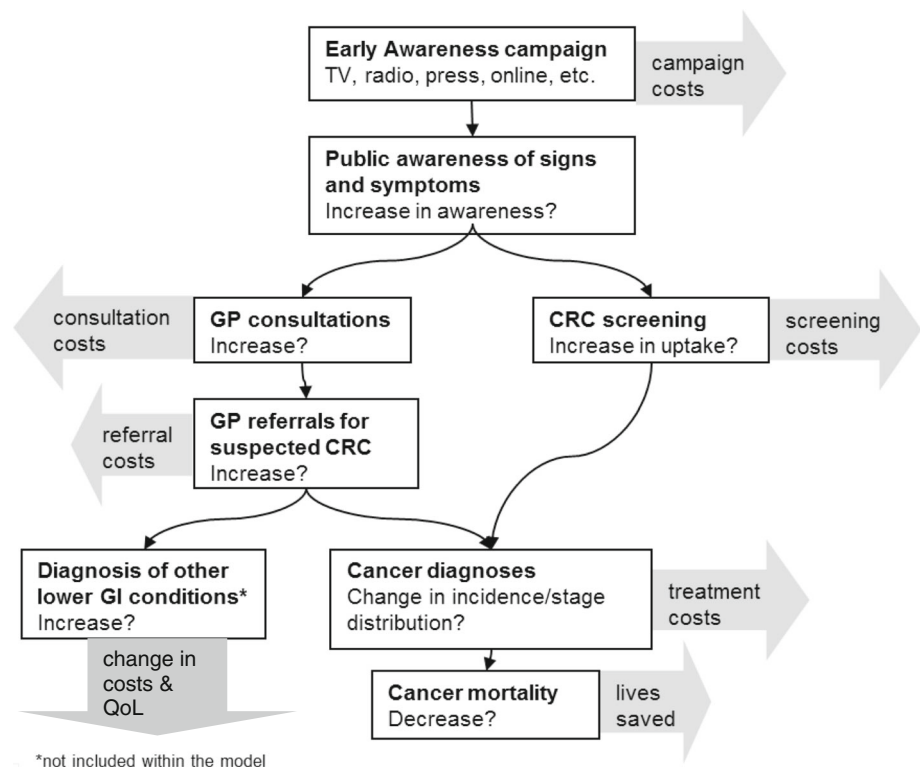 Early Awareness campaign
TV, radio, press, online, etc.
campaign
costs
Public awareness of signs
and symptoms
Increase in awareness?
consultation
costs
GP consultations
Increase?
CRC screening
Increase in uptake?
screening
costs
referral
costs
GP referrals for
suspected CRC
Increase?
Diagnosis of other
lower GI conditions*
Increase?
Cancer diagnoses
Change in incidence/stage
distribution?
treatment
costs
change in
costs &
QoL
Cancer mortality
Decrease?
lives
saved
*not included within the model